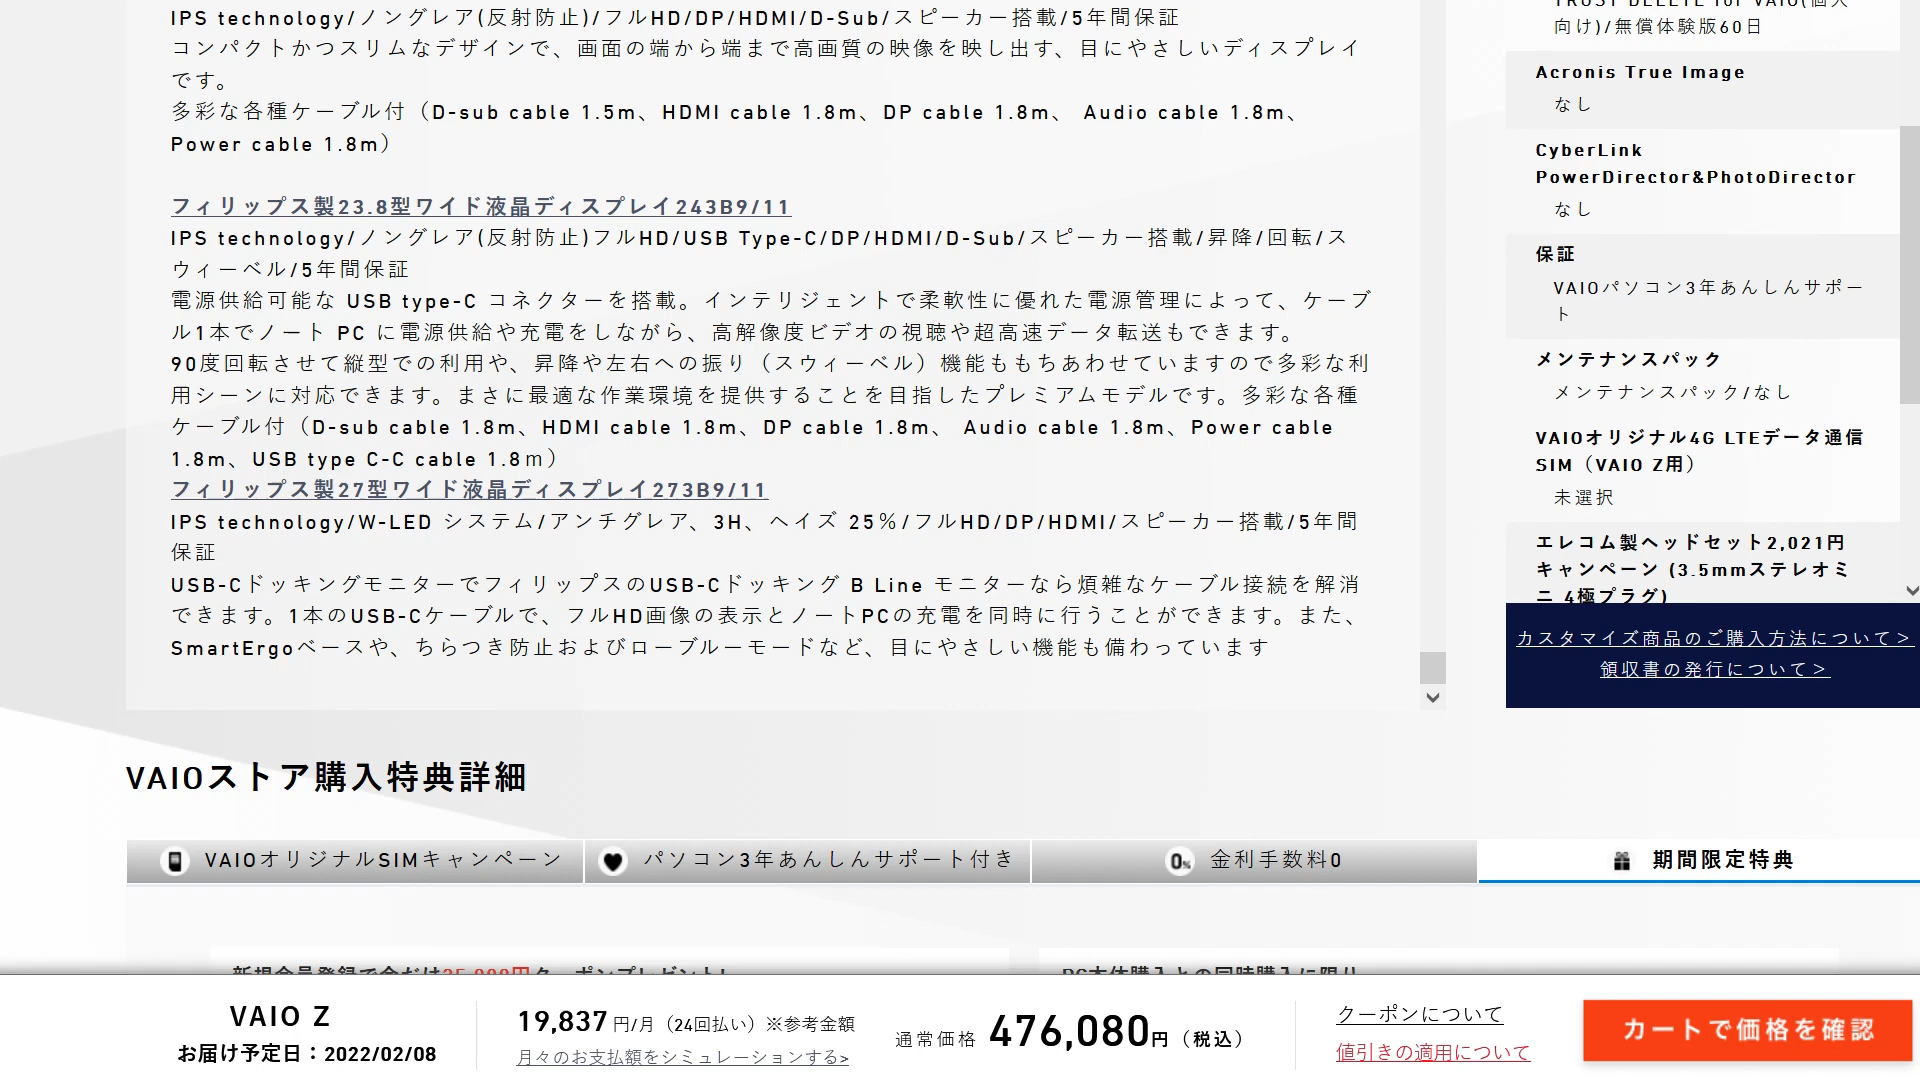 IPS technology/ノングレア(反射防止)/フルHD/DP/HDMI/D-Sub/スピーカー搭載/5年間保証
コンパクトかつスリムなデザインで、画面の端から端まで高画質の映像を映し出す、目にやさしいディスプレイ
です。
多彩な各種ケーブル付（D-sub cable 1.5m、HDMI cable 1.8m、DP cable 1.8m、 Audio cable 1.8m、
Power cable 1.8m）
フィリップス製23.8型ワイド液晶ディスプレイ243B9/11
IPS technology/ノングレア(反射防止)フルHD/USB Type-C/DP/HDMI/D-Sub/スピーカー搭載/昇降/回転/ス
ウィーベル/5年間保証
電源供給可能な USB type-C コネクターを搭載。インテリジェントで柔軟性に優れた電源管理によって、ケーブ
ル1本でノート PC に電源供給や充電をしながら、高解像度ビデオの視聴や超高速データ転送もできます。
90度回転させて縦型での利用や、昇降や左右への振り（スウィーベル）機能ももちあわせていますので多彩な利
用シーンに対応できます。まさに最適な作業環境を提供することを目指したプレミアムモデルです。多彩な各種
ケーブル付（D-sub cable 1.8m、HDMI cable 1.8m、DP cable 1.8m、 Audio cable 1.8m、Power cable
1.8m、USB type C-C cable 1.8ｍ）
フィリップス製27型ワイド液晶ディスプレイ273B9/11
IPS technology/W-LED システム/アンチグレア、3H、ヘイズ 25％/フルHD/DP/HDMI/スピーカー搭載/5年間
保証
USB-CドッキングモニターでフィリップスのUSB-Cドッキング B Line モニターなら煩雑なケーブル接続を解消
できます。1本のUSB-Cケーブルで、フルHD画像の表示とノートPCの充電を同時に行うことができます。また、
SmartErgoベースや、ちらつき防止およびローブルーモードなど、目にやさしい機能も備わっています
TRUST DELETE for VAIO(個人
向け)/無償体験版60日
Acronis True Image
なし
CyberLink
PowerDirector&PhotoDirector
なし
保証
VAIOパソコン3年あんしんサポー
ト
メンテナンスパック
メンテナンスパック/なし
VAIOオリジナル4G LTEデータ通信
SIM（VAIO Z用）
未選択
エレコム製ヘッドセット2,021円
キャンペーン (3.5mmステレオミ
ニ 4極プラグ)
カスタマイズ商品のご購入方法について >
領収書の発行について >
VAIOストア購入特典詳細
VAIOオリジナルSIMキャンペーン
パソコン3年あんしんサポート付き
0% 金利手数料0
期間限定特典
新規会員登録で今だけ25,000円クーポンプレゼント!
PC本体購入との同時購入に限り
VAIO Z
お届け予定日：2022/02/08
19,837 円/月（24回払い）※参考金額
月々のお支払額をシミュレーションする>
通常価格 476,080円（税込）
クーポンについて
値引きの適用について
カートで価格を確認